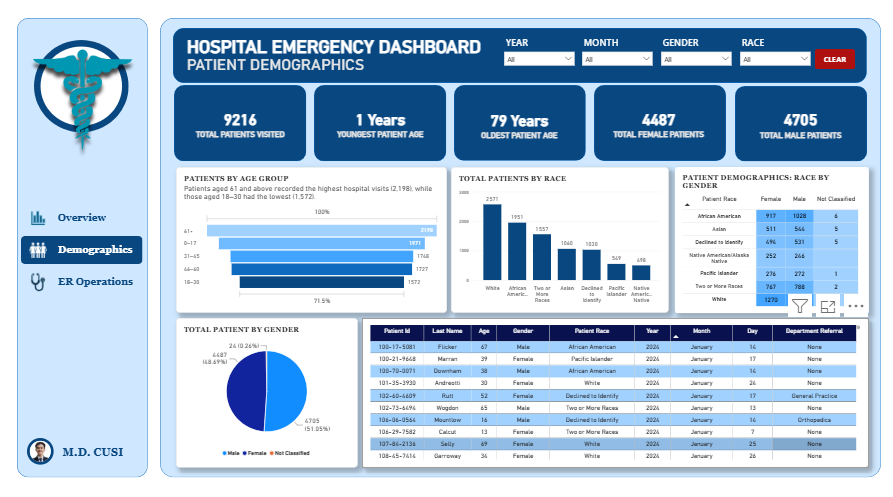 HOSPITAL EMERGENCY DASHBOARD
PATIENT DEMOGRAPHICS
YEAR MONTH GENDER RACE
All All All All CLEAR
9216
TOTAL PATIENTS VISITED
1 Years
YOUNGEST PATIENT AGE
79 Years
OLDEST PATIENT AGE
4487
TOTAL FEMALE PATIENTS
4705
TOTAL MALE PATIENTS
Overview
Demographics
ER Operations
M.D. CUSI
PATIENTS BY AGE GROUP
Patients aged 61 and above recorded the highest hospital visits (2,198), while
those aged 18–30 had the lowest (1,572).
100%
61+ 2198
0–17 1971
31–45 1748
46–60 1727
18–30 1572
71.5%
TOTAL PATIENTS BY RACE
3000
2000
1000
0
2571 1951 1557 1060 1030 549 498
White
African Americ...
Two or More Races
Asian
Declined to Identify
Pacific Islander
Native Americ...
PATIENT DEMOGRAPHICS: RACE BY
GENDER
Patient Race Female Male Not Classified
African American 917 1028 6
Asian 511 544 5
Declined to Identify 494 531 5
Native American/Alaska Native 252 246
Pacific Islander 276 272 1
Two or More Races 767 788 2
White 1270
TOTAL PATIENT BY GENDER
24 (0.26%)
4487
(48.69%)
4705
(51.05%)
Male Female Not Classified
Patient Id Last Name Age Gender Patient Race Year Month Day Department Referral
100-17-5081 Flicker 67 Male African American 2024 January 14 None
100-21-9648 Marran 39 Female Pacific Islander 2024 January 17 None
100-70-0071 Downham 38 Male African American 2024 January 14 None
101-35-3930 Andreotti 30 Female White 2024 January 24 None
102-60-4609 Rutt 52 Female Declined to Identify 2024 January 17 General Practice
102-73-6494 Wogdon 65 Male Two or More Races 2024 January 13 None
106-06-0564 Mountlow 16 Male Declined to Identify 2024 January 14 Orthopedics
106-29-7582 Calcut 13 Female Two or More Races 2024 January 7 None
107-84-2136 Selly 69 Female White 2024 January 25 None
108-45-7414 Garroway 34 Female White 2024 January 26 None